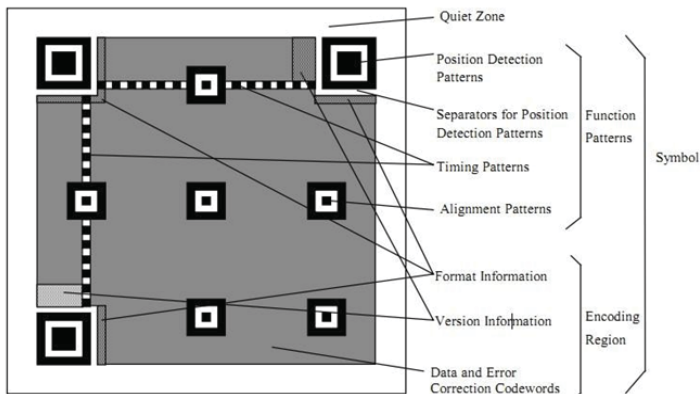 Quiet Zone
Position Detection
Patterns
Separators for Position
Detection Patterns
Function
Patterns
Timing Patterns
Symbol
Alignment Patterns
Format Information
Version Information
Encoding
Region
Data and Error
Correction Codewords